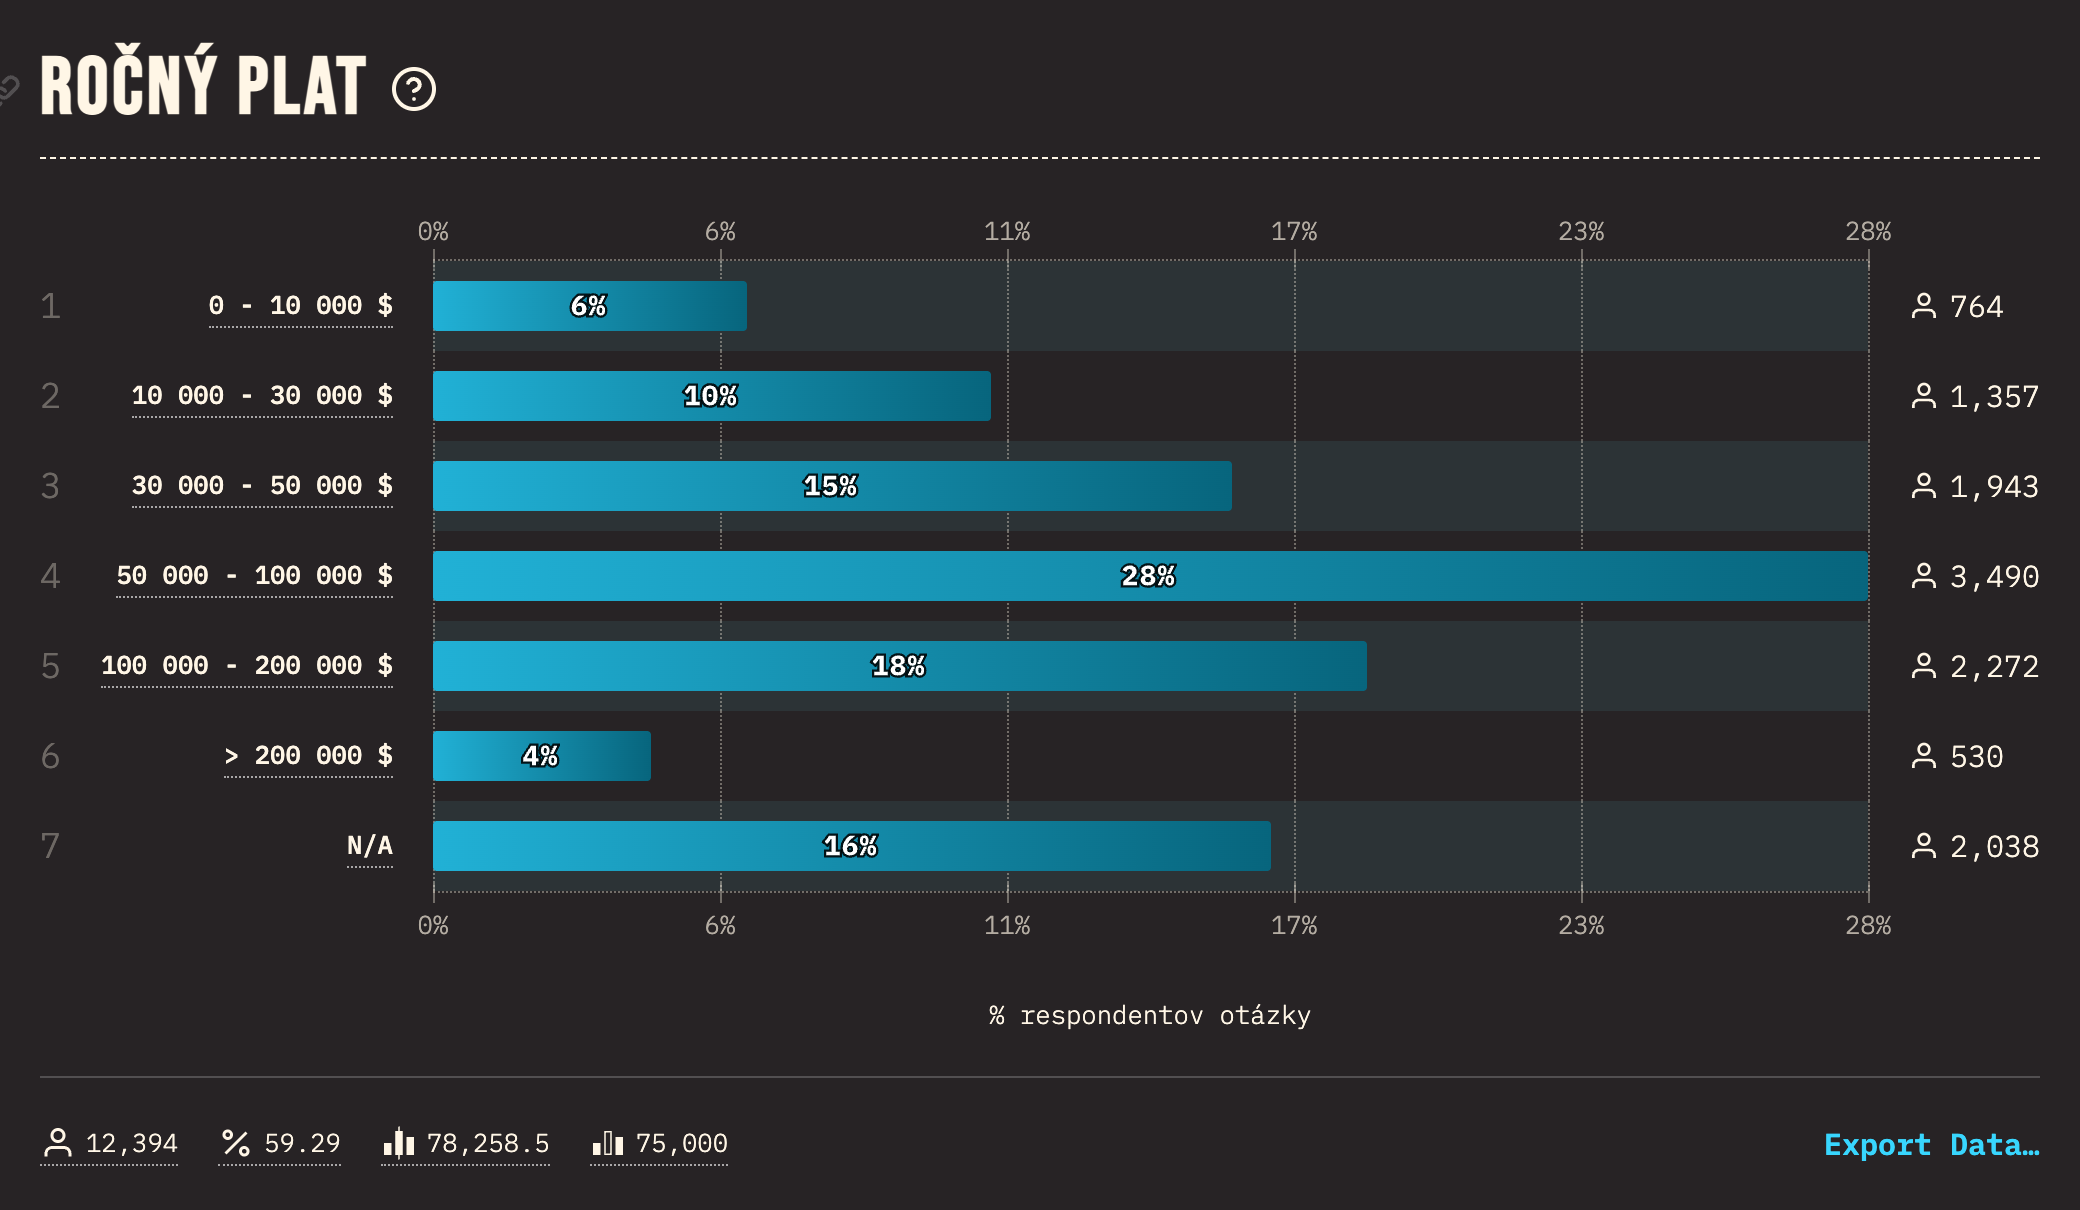 ROČNÝ PLAT ?
0% 6% 11% 17% 23% 28%
1 0 - 10 000 $ 6% 764
2 10 000 - 30 000 $ 10% 1,357
3 30 000 - 50 000 $ 15% 1,943
4 50 000 - 100 000 $ 28% 3,490
5 100 000 - 200 000 $ 18% 2,272
6 > 200 000 $ 4% 530
7 N/A 16% 2,038
0% 6% 11% 17% 23% 28%
% respondentov otázky
12,394 % 59.29 78,258.5 75,000 Export Data…